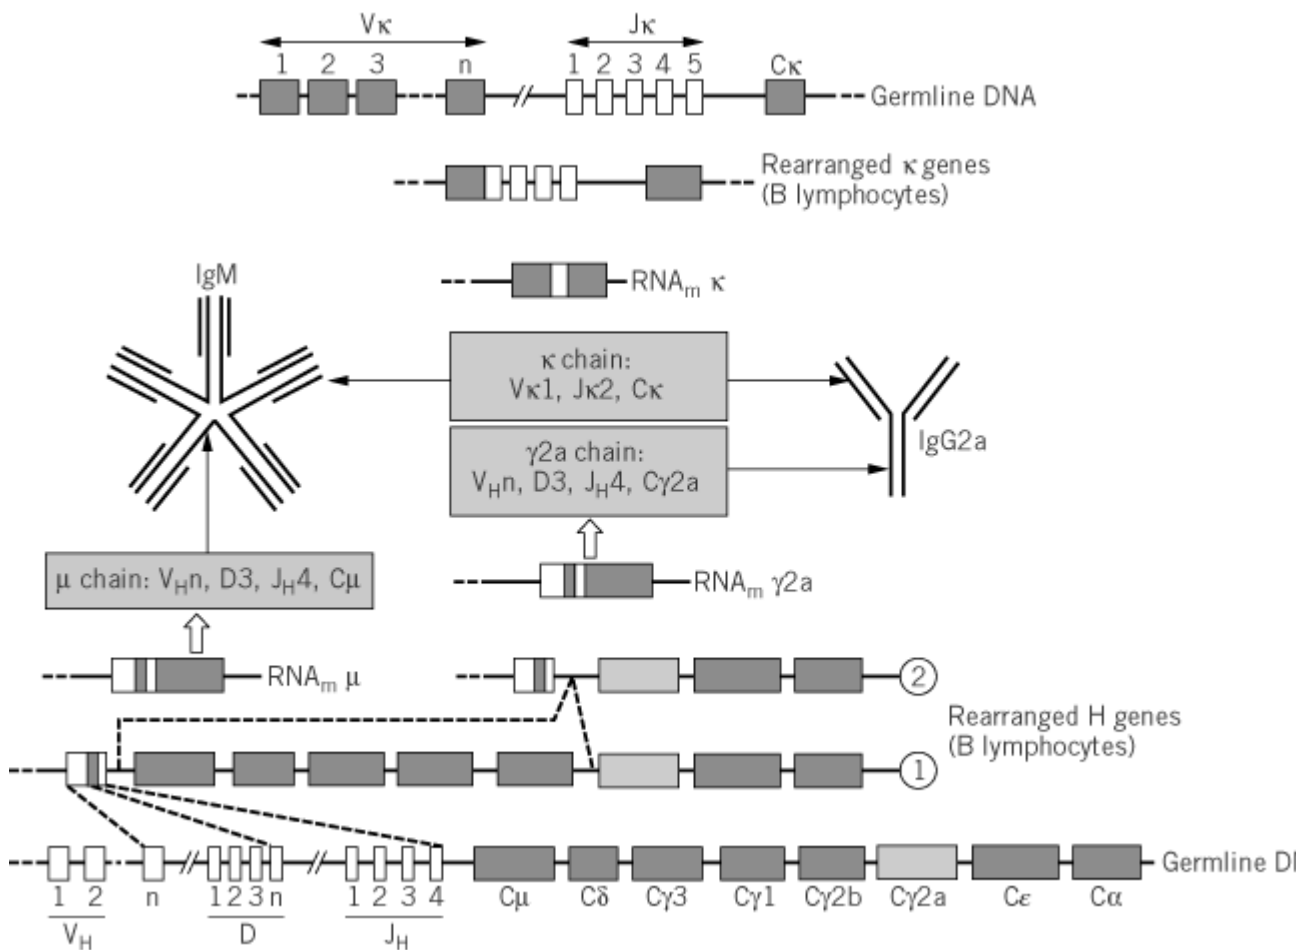 Vκ
Jκ
1 2 3 n 1 2 3 4 5 Cκ
Germline DNA
Rearranged κ genes
(B lymphocytes)
IgM
RNAm κ
κ chain:
Vκ1, Jκ2, Cκ
IgG2a
γ2a chain:
VHn, D3, JH4, Cγ2a
μ chain: VHn, D3, JH4, Cμ
RNAm γ2a
RNAm μ
2
Rearranged H genes
(B lymphocytes)
1
Germline DI
1 2 n 1 2 3 n 1 2 3 4 Cμ Cδ Cγ3 Cγ1 Cγ2b Cγ2a Cε Cα
VH D JH